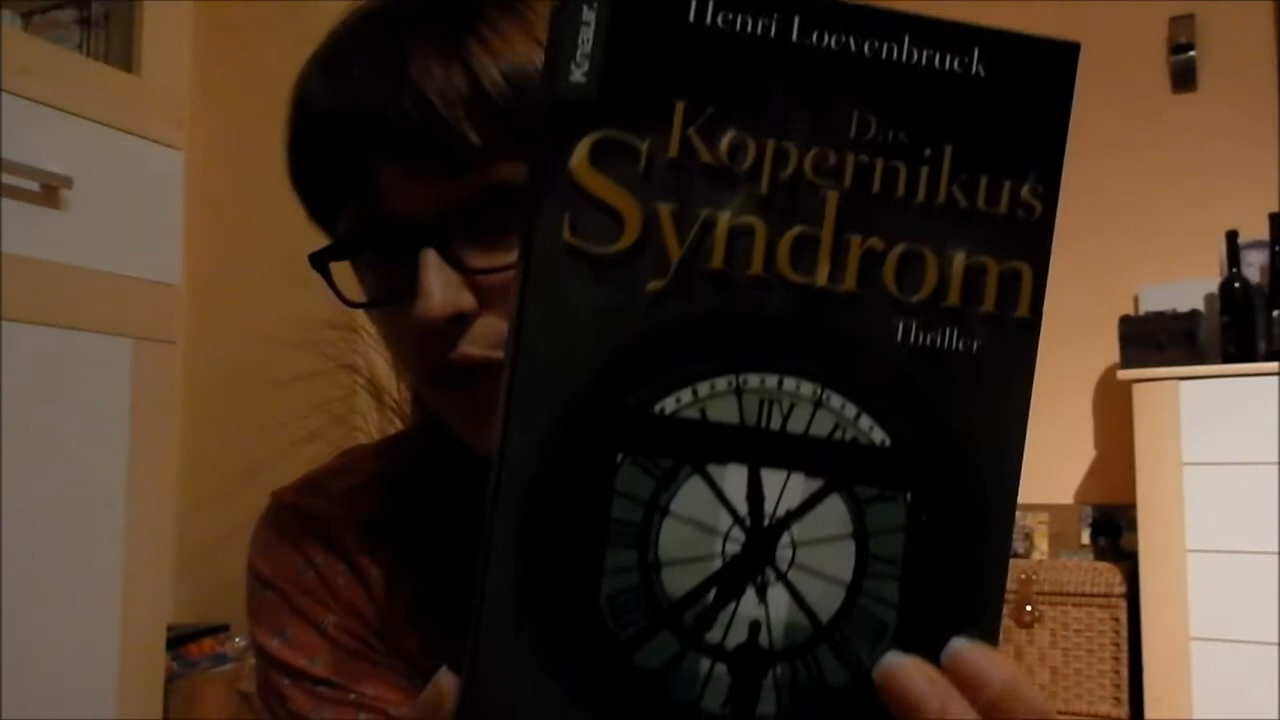 Knaur.
Henri Loevenbruck
Das
Kopernikus
Syndrom
Thriller